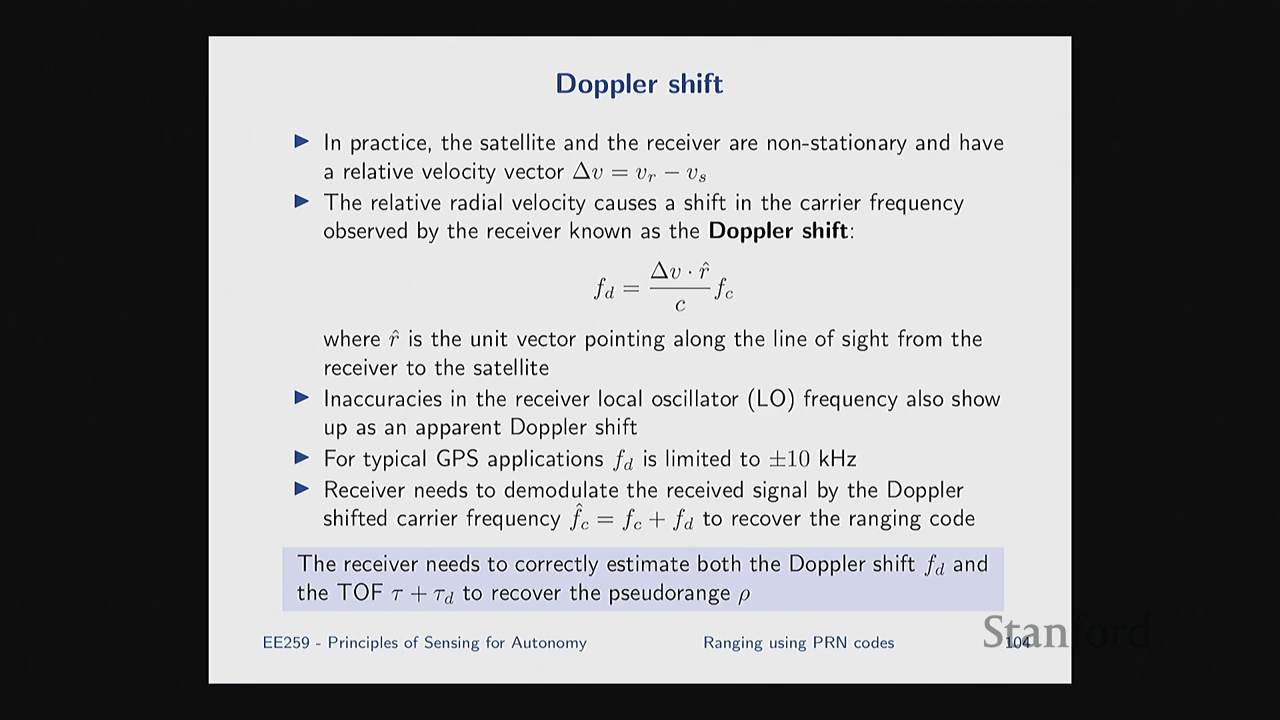 Doppler shift
▶ In practice, the satellite and the receiver are non-stationary and have
a relative velocity vector Δv = v_r − v_s
▶ The relative radial velocity causes a shift in the carrier frequency
observed by the receiver known as the Doppler shift:
f_d = \frac{Δv · r̂}{c} f_c
where r̂ is the unit vector pointing along the line of sight from the
receiver to the satellite
▶ Inaccuracies in the receiver local oscillator (LO) frequency also show
up as an apparent Doppler shift
▶ For typical GPS applications f_d is limited to ±10 kHz
▶ Receiver needs to demodulate the received signal by the Doppler
shifted carrier frequency f̂_c = f_c + f_d to recover the ranging code
The receiver needs to correctly estimate both the Doppler shift f_d and
the TOF τ + τ_d to recover the pseudorange ρ
EE259 - Principles of Sensing for Autonomy Ranging using PRN codes 104
Stanford